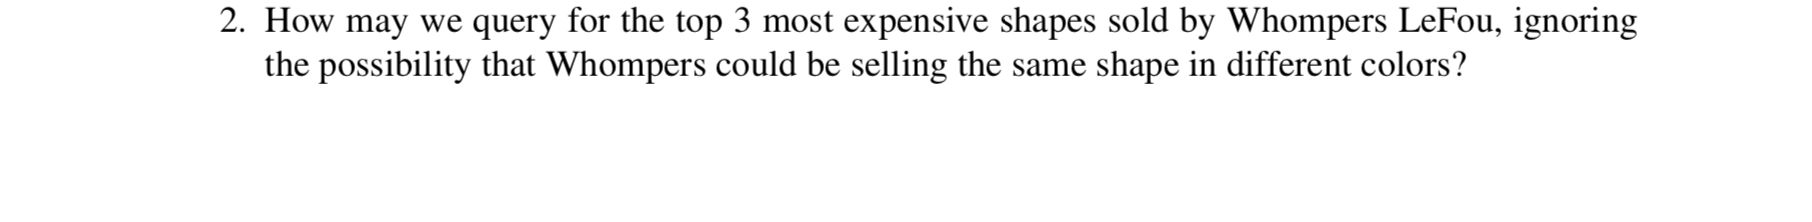 2. How may we query for the top 3 most expensive shapes sold by Whompers LeFou, ignoring
the possibility that Whompers could be selling the same shape in different colors?